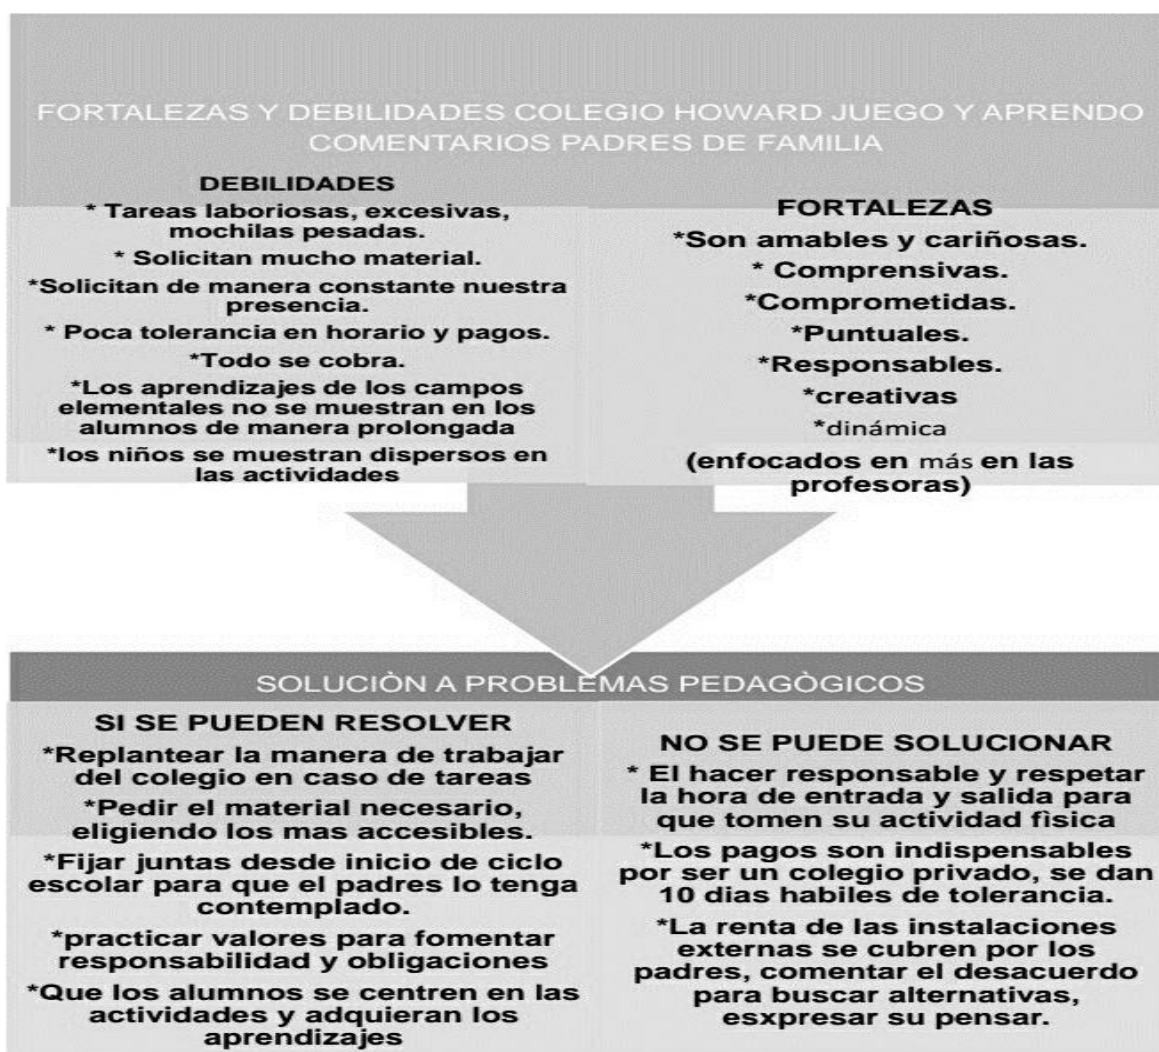 FORTALEZAS Y DEBILIDADES COLEGIO HOWARD JUEGO Y APRENDO
COMENTARIOS PADRES DE FAMILIA
DEBILIDADES
* Tareas laboriosas, excesivas,
mochilas pesadas.
* Solicitan mucho material.
*Solicitan de manera constante nuestra
presencia.
* Poca tolerancia en horario y pagos.
*Todo se cobra.
*Los aprendizajes de los campos
elementales no se muestran en los
alumnos de manera prolongada
*los niños se muestran dispersos en
las actividades
FORTALEZAS
*Son amables y cariñosas.
* Comprensivas.
*Comprometidas.
*Puntuales.
*Responsables.
*creativas
*dinámica
(enfocados en más en las
profesoras)
SOLUCIÒN A PROBLEMAS PEDAGÒGICOS
SI SE PUEDEN RESOLVER
*Replantear la manera de trabajar
del colegio en caso de tareas
*Pedir el material necesario,
eligiendo los mas accesibles.
*Fijar juntas desde inicio de ciclo
escolar para que el padres lo tenga
contemplado.
*practicar valores para fomentar
responsabilidad y obligaciones
*Que los alumnos se centren en las
actividades y adquieran los
aprendizajes
NO SE PUEDE SOLUCIONAR
* El hacer responsable y respetar
la hora de entrada y salida para
que tomen su actividad fìsica
*Los pagos son indispensables
por ser un colegio privado, se dan
10 dias habiles de tolerancia.
*La renta de las instalaciones
externas se cubren por los
padres, comentar el desacuerdo
para buscar alternativas,
esxpresar su pensar.